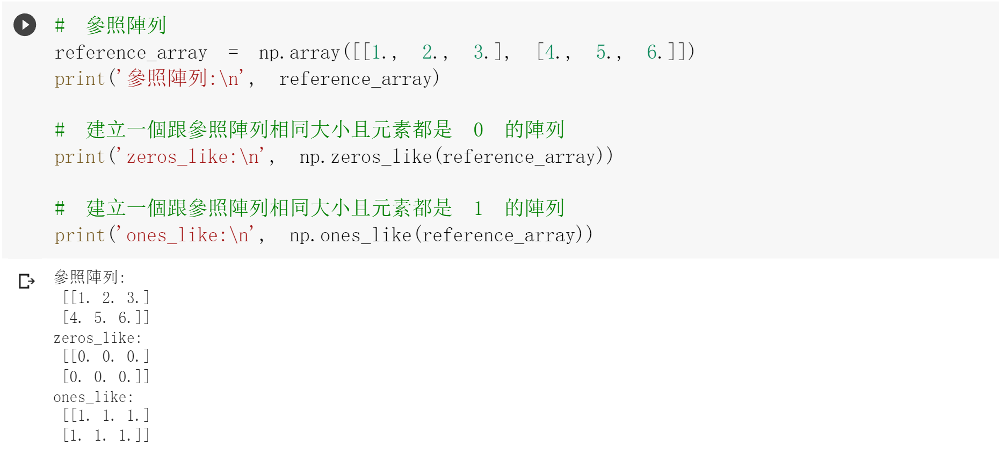 # 參照陣列
reference_array = np.array([[1., 2., 3.], [4., 5., 6.]])
print('參照陣列:\n', reference_array)
# 建立一個跟參照陣列相同大小且元素都是 0 的陣列
print('zeros_like:\n', np.zeros_like(reference_array))
# 建立一個跟參照陣列相同大小且元素都是 1 的陣列
print('ones_like:\n', np.ones_like(reference_array))
參照陣列:
[[1. 2. 3.]
[4. 5. 6.]]
zeros_like:
[[0. 0. 0.]
[0. 0. 0.]]
ones_like:
[[1. 1. 1.]
[1. 1. 1.]]